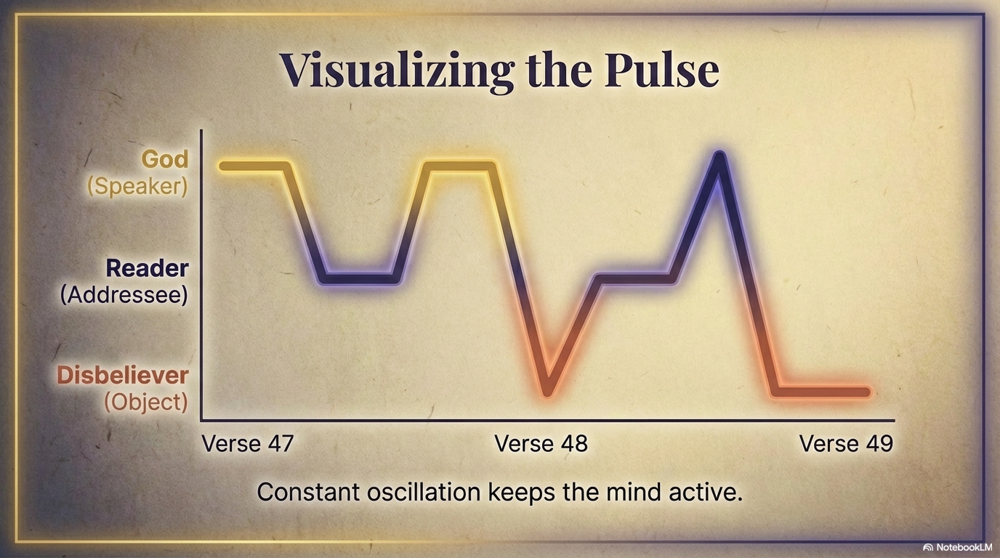 Visualizing the Pulse
God
(Speaker)
Reader
(Addressee)
Disbeliever
(Object)
Verse 47
Verse 48
Verse 49
Constant oscillation keeps the mind active.
NotebookLM